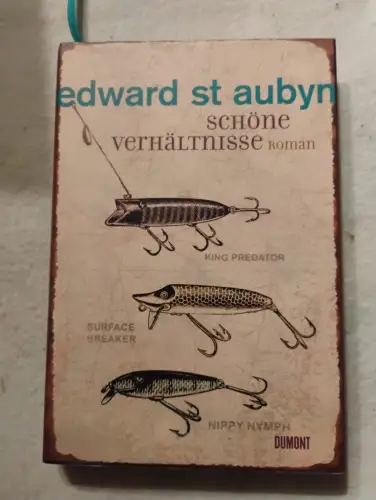 edward st aubyn
schöne
verhältnisse Roman
KING PREDATOR
SURFACE
BREAKER
NIPPY NYMPH
DUMONT